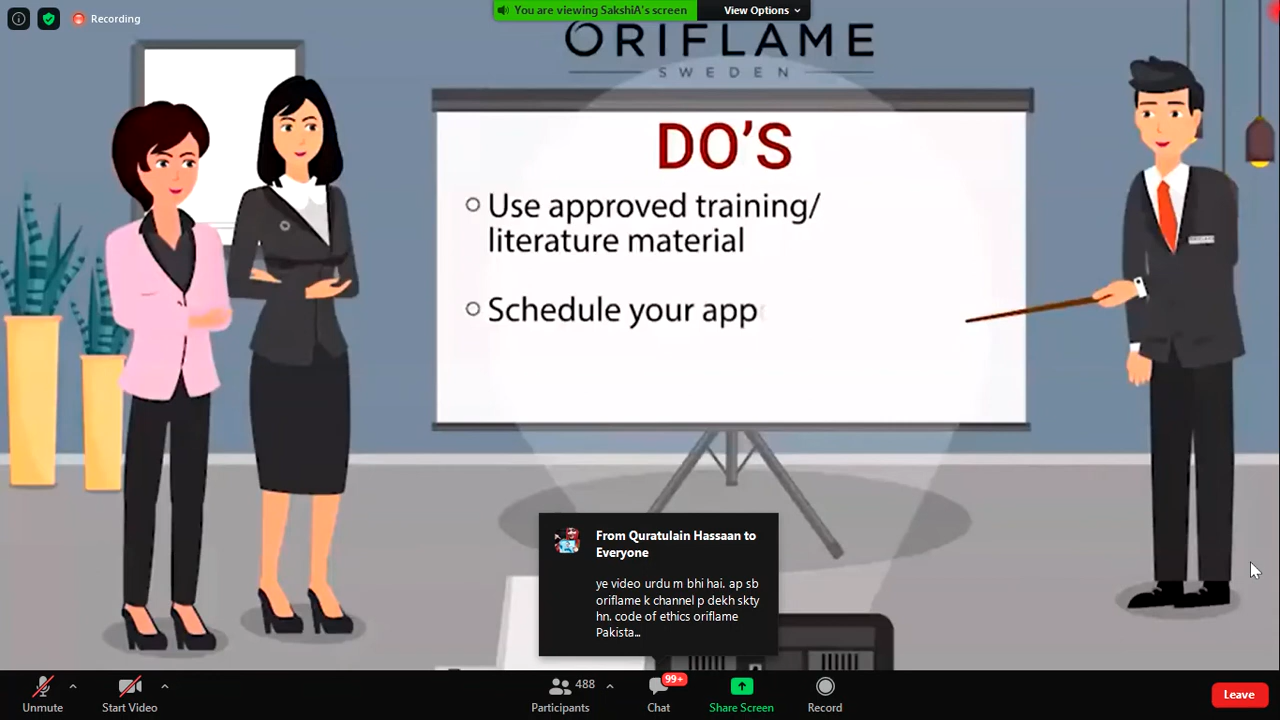 You are viewing SakshiA's screen
View Options
Recording
ORIFLAME
SWEDEN
DO'S
Use approved training/
literature material
Schedule your app
From Quratulain Hassaan to
Everyone
ye video urdu m bhi hai. ap sb
oriflame k channel p dekh skty
hn. code of ethics oriflame
Pakista...
Unmute
Start Video
488
Participants
99+
Chat
Share Screen
Record
Leave